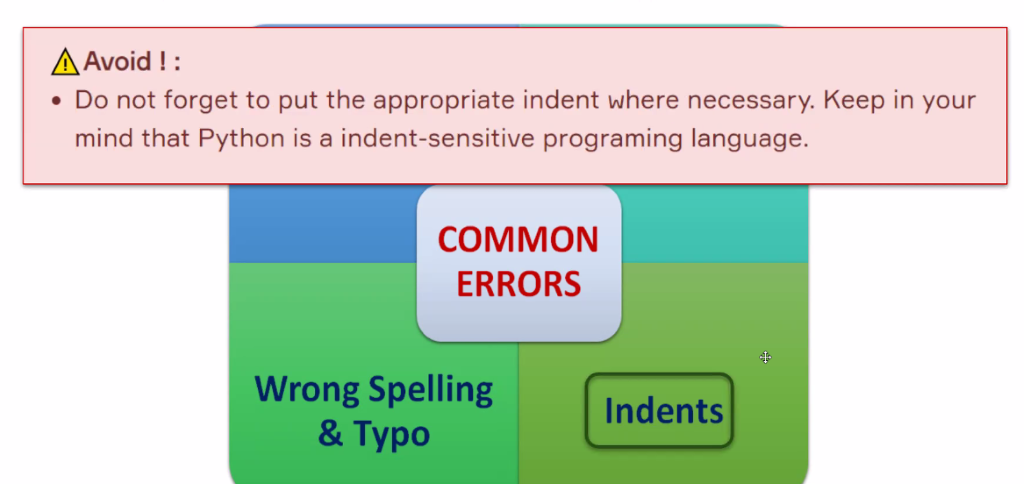 Avoid ! :
• Do not forget to put the appropriate indent where necessary. Keep in your
mind that Python is a indent-sensitive programing language.
COMMON
ERRORS
Wrong Spelling
& Typo
Indents